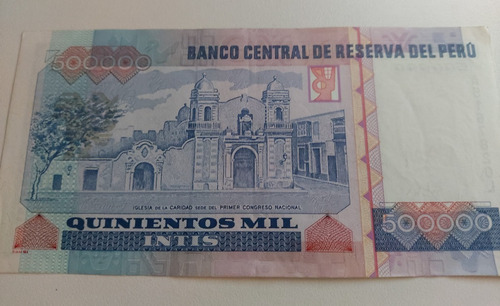 BANCO CENTRAL DE RESERVA DEL PERÚ
500000
IGLESIA DE LA CARIDAD SEDE DEL PRIMER CONGRESO NACIONAL
QUINIENTOS MIL
INTIS
500000